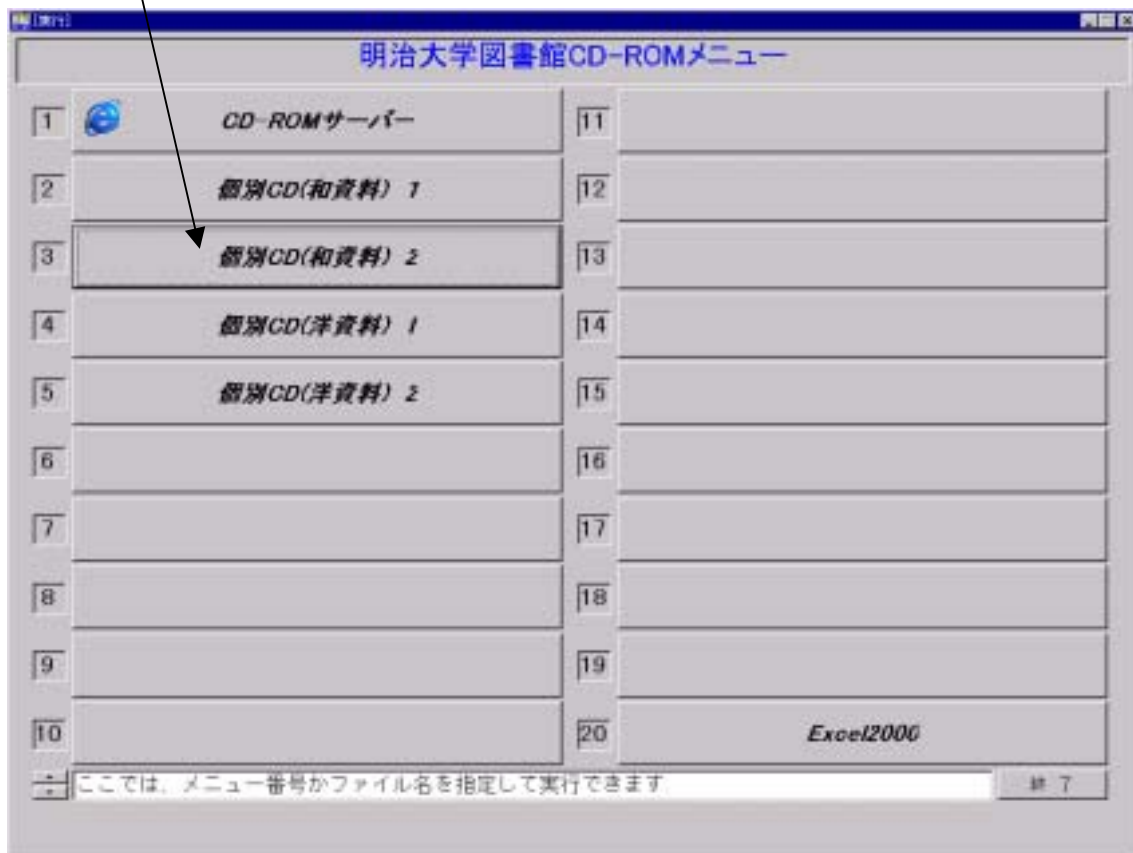 [実行]
明治大学図書館CD-ROMメニュー
1 CD-ROMサーバー
2 個別CD(和資料) 1
3 個別CD(和資料) 2
4 個別CD(洋資料) 1
5 個別CD(洋資料) 2
6
7
8
9
10
11
12
13
14
15
16
17
18
19
20 Excel2000
ここでは、メニュー番号かファイル名を指定して実行できます
終了